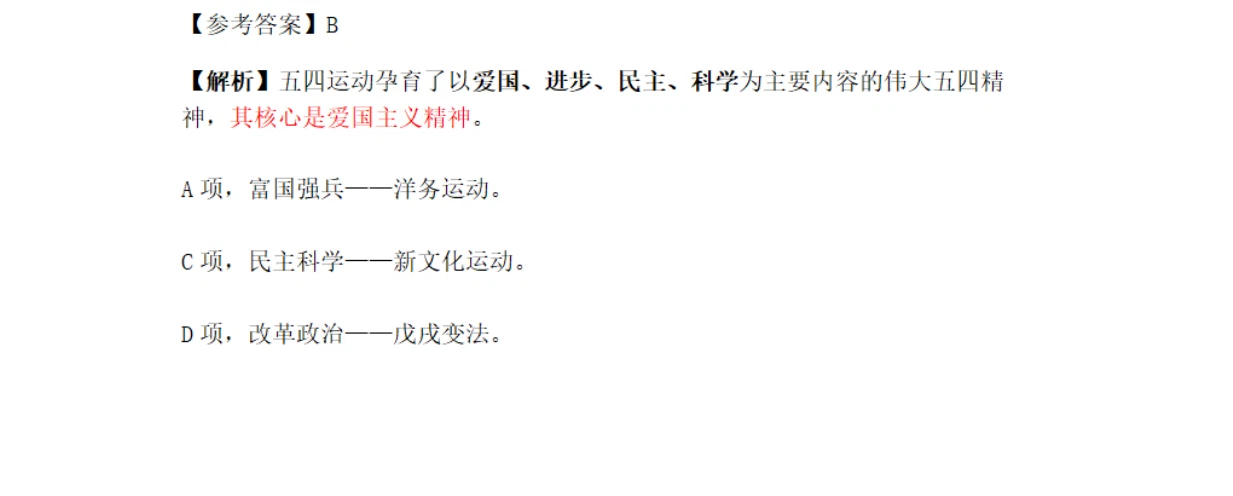 【参考答案】B
【解析】五四运动孕育了以爱国、进步、民主、科学为主要内容的伟大五四精
神，其核心是爱国主义精神。
A 项，富国强兵——洋务运动。
C 项，民主科学——新文化运动。
D 项，改革政治——戊戌变法。